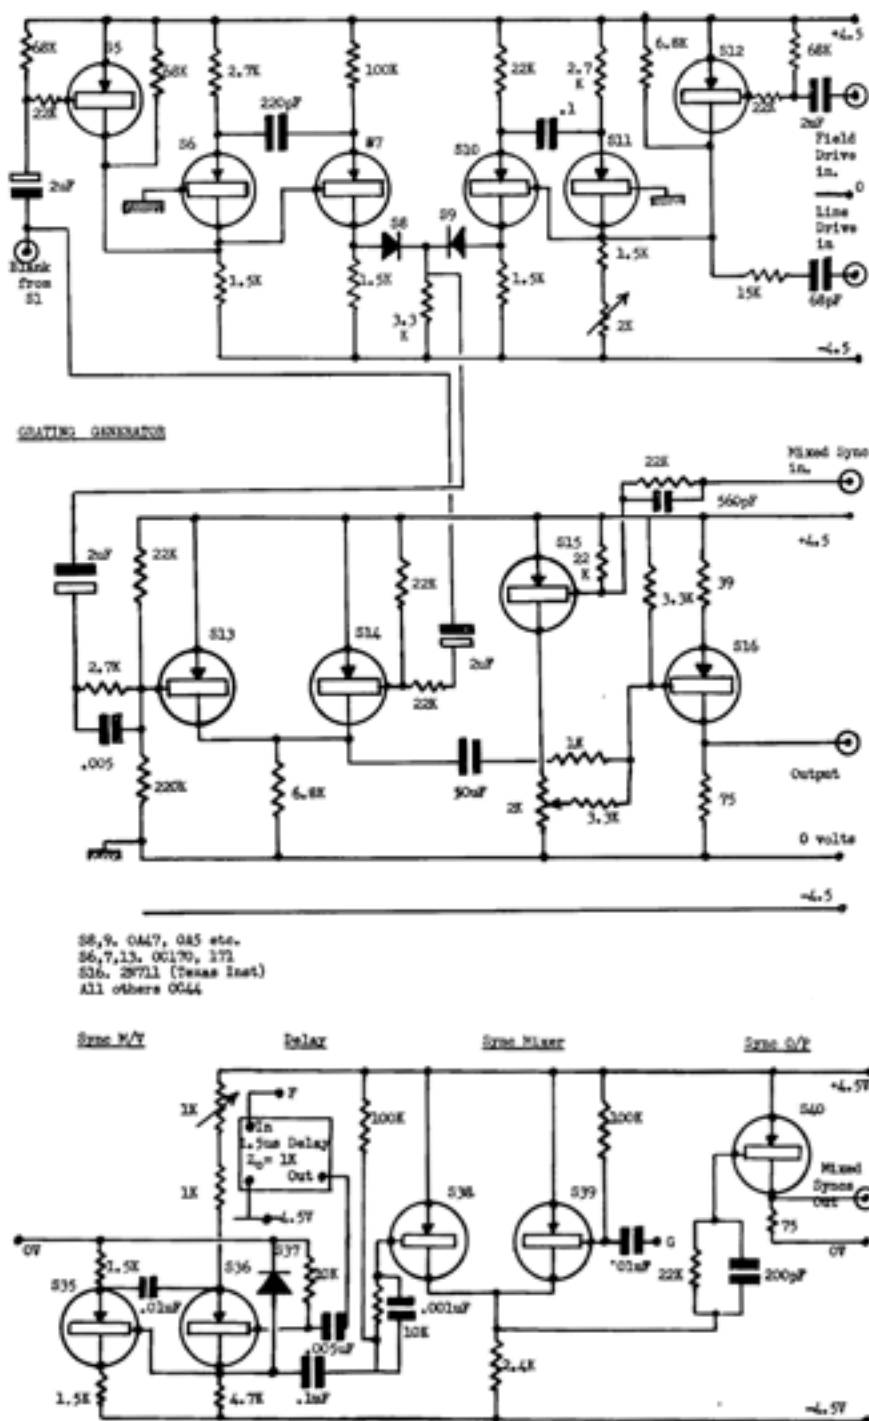 68K
S5
68K
2.7K
100K
22K
2.7
K
6.8K
S12
68K
+4.5
22K
220pF
.1
22K
2uF
S6
W7
S10
S11
Field
Drive
in.
0
Line
Drive
in
2uF
S8
S9
Blank
from
S1
1.5K
1.5K
3.3
K
1.5K
1.5K
2K
15K
68pF
-4.5
GRATING GENERATOR
Mixed Sync
in.
22K
560pF
+4.5
2uF
22K
22K
S15
22
K
3.3K
39
S13
S14
S16
2.7K
22K
2uF
.005
220K
6.8K
50uF
1K
2K
3.3K
75
Output
0 volts
-4.5
S8,9. OA47, OA5 etc.
S6,7,13. OC170, 171
S16. 2N711 (Texas Inst)
All others OC44
Sync M/V
Delay
Sync Mixer
Sync O/P
+4.5V
1K
F
In
1.5us Delay
Zo= 1K
Out
100K
100K
S40
1K
-4.5V
S38
S39
Mixed
Syncs
Out
0V
S37
75
0V
1.5K
10K
G
.01uF
22K
200pF
S35
S36
.01uF
.005uF
.001uF
10K
1.5K
4.7K
.1mF
2.4K
-4.5V